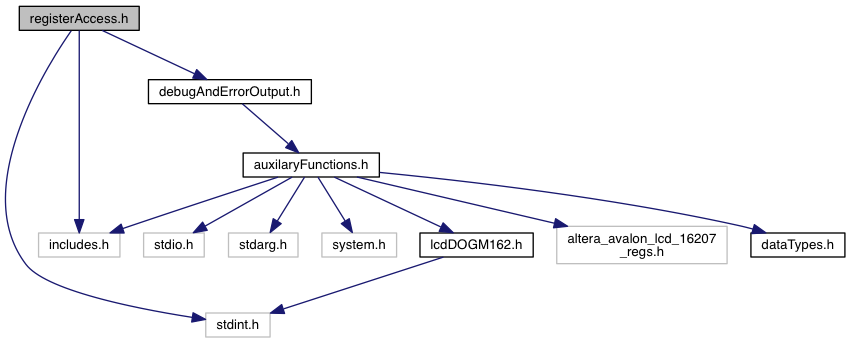 registerAccess.h
debugAndErrorOutput.h
auxilaryFunctions.h
includes.h
stdio.h
stdarg.h
system.h
lcdDOGM162.h
altera_avalon_lcd_16207
_regs.h
dataTypes.h
stdint.h